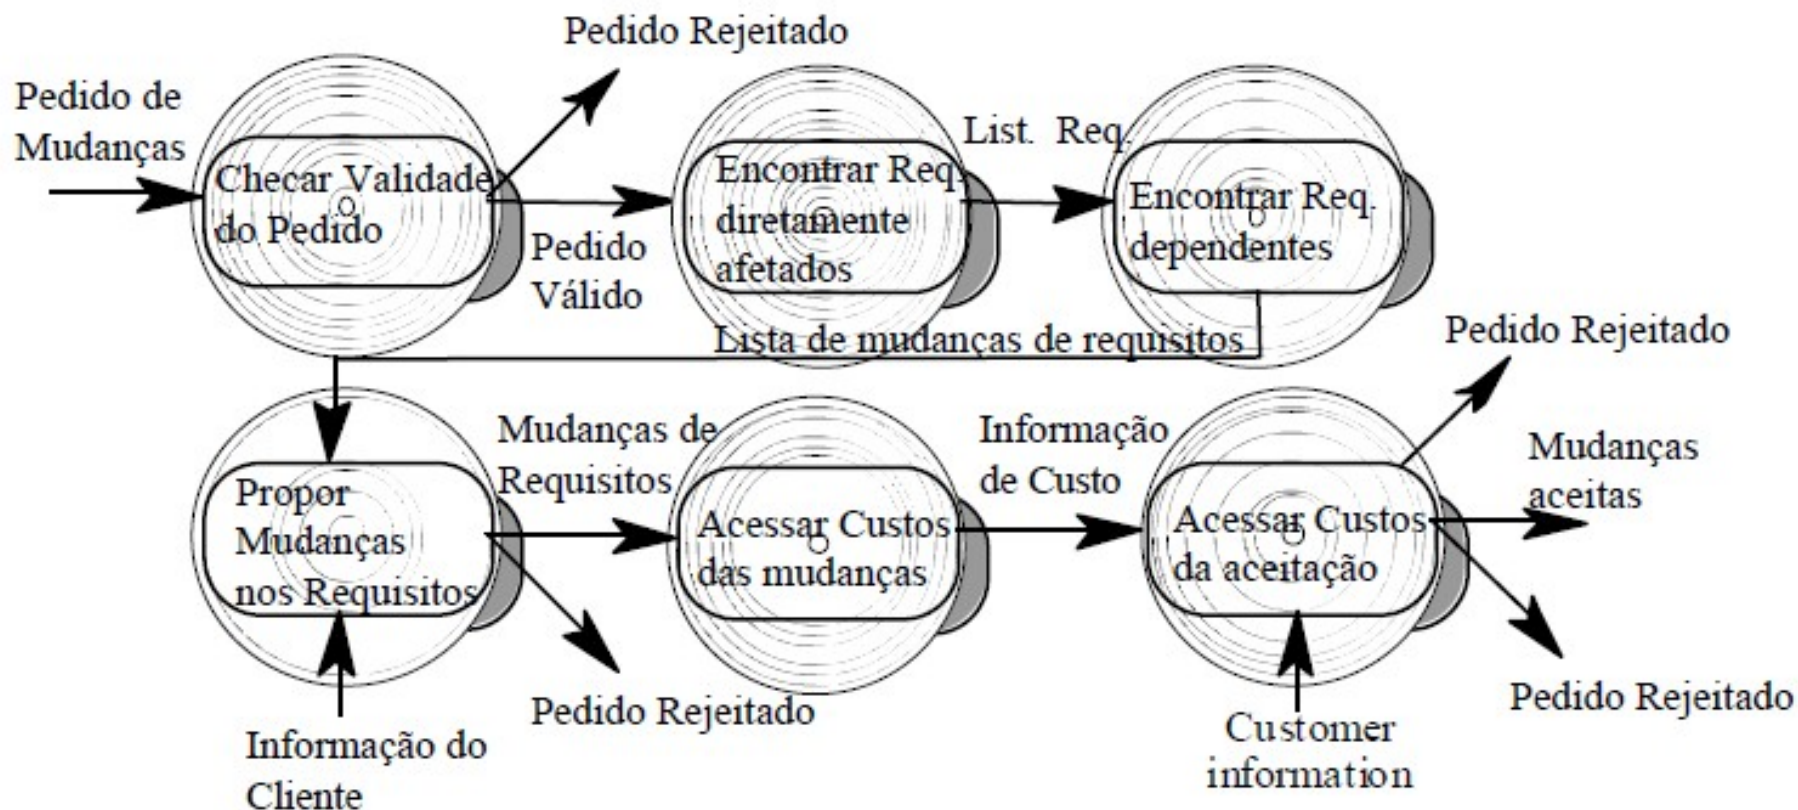 Pedido Rejeitado
Pedido de
Mudanças
Checar Validade
do Pedido
Pedido
Válido
Encontrar Req.
diretamente
afetados
List. Req.
Encontrar Req.
dependentes
Lista de mudanças de requisitos
Pedido Rejeitado
Propor
Mudanças
nos Requisitos
Mudanças de
Requisitos
Acessar Custos
das mudanças
Informação
de Custo
Acessar Custos
da aceitação
Mudanças
aceitas
Informação do
Cliente
Pedido Rejeitado
Customer
information
Pedido Rejeitado